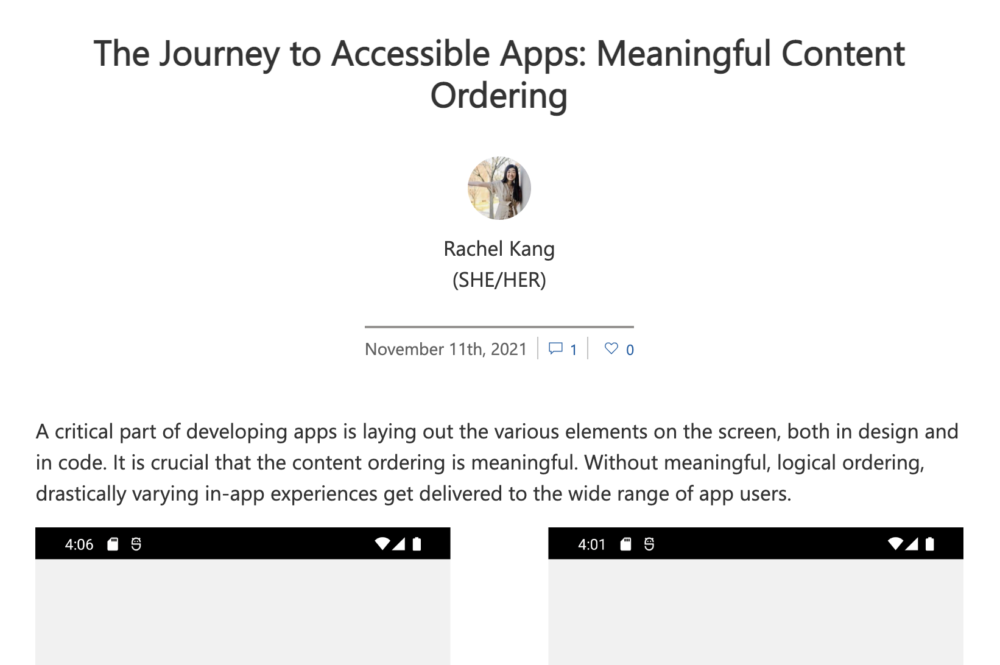 The Journey to Accessible Apps: Meaningful Content
Ordering
Rachel Kang
(SHE/HER)
November 11th, 2021 1 0
A critical part of developing apps is laying out the various elements on the screen, both in design and
in code. It is crucial that the content ordering is meaningful. Without meaningful, logical ordering,
drastically varying in-app experiences get delivered to the wide range of app users.
4:06 4:01